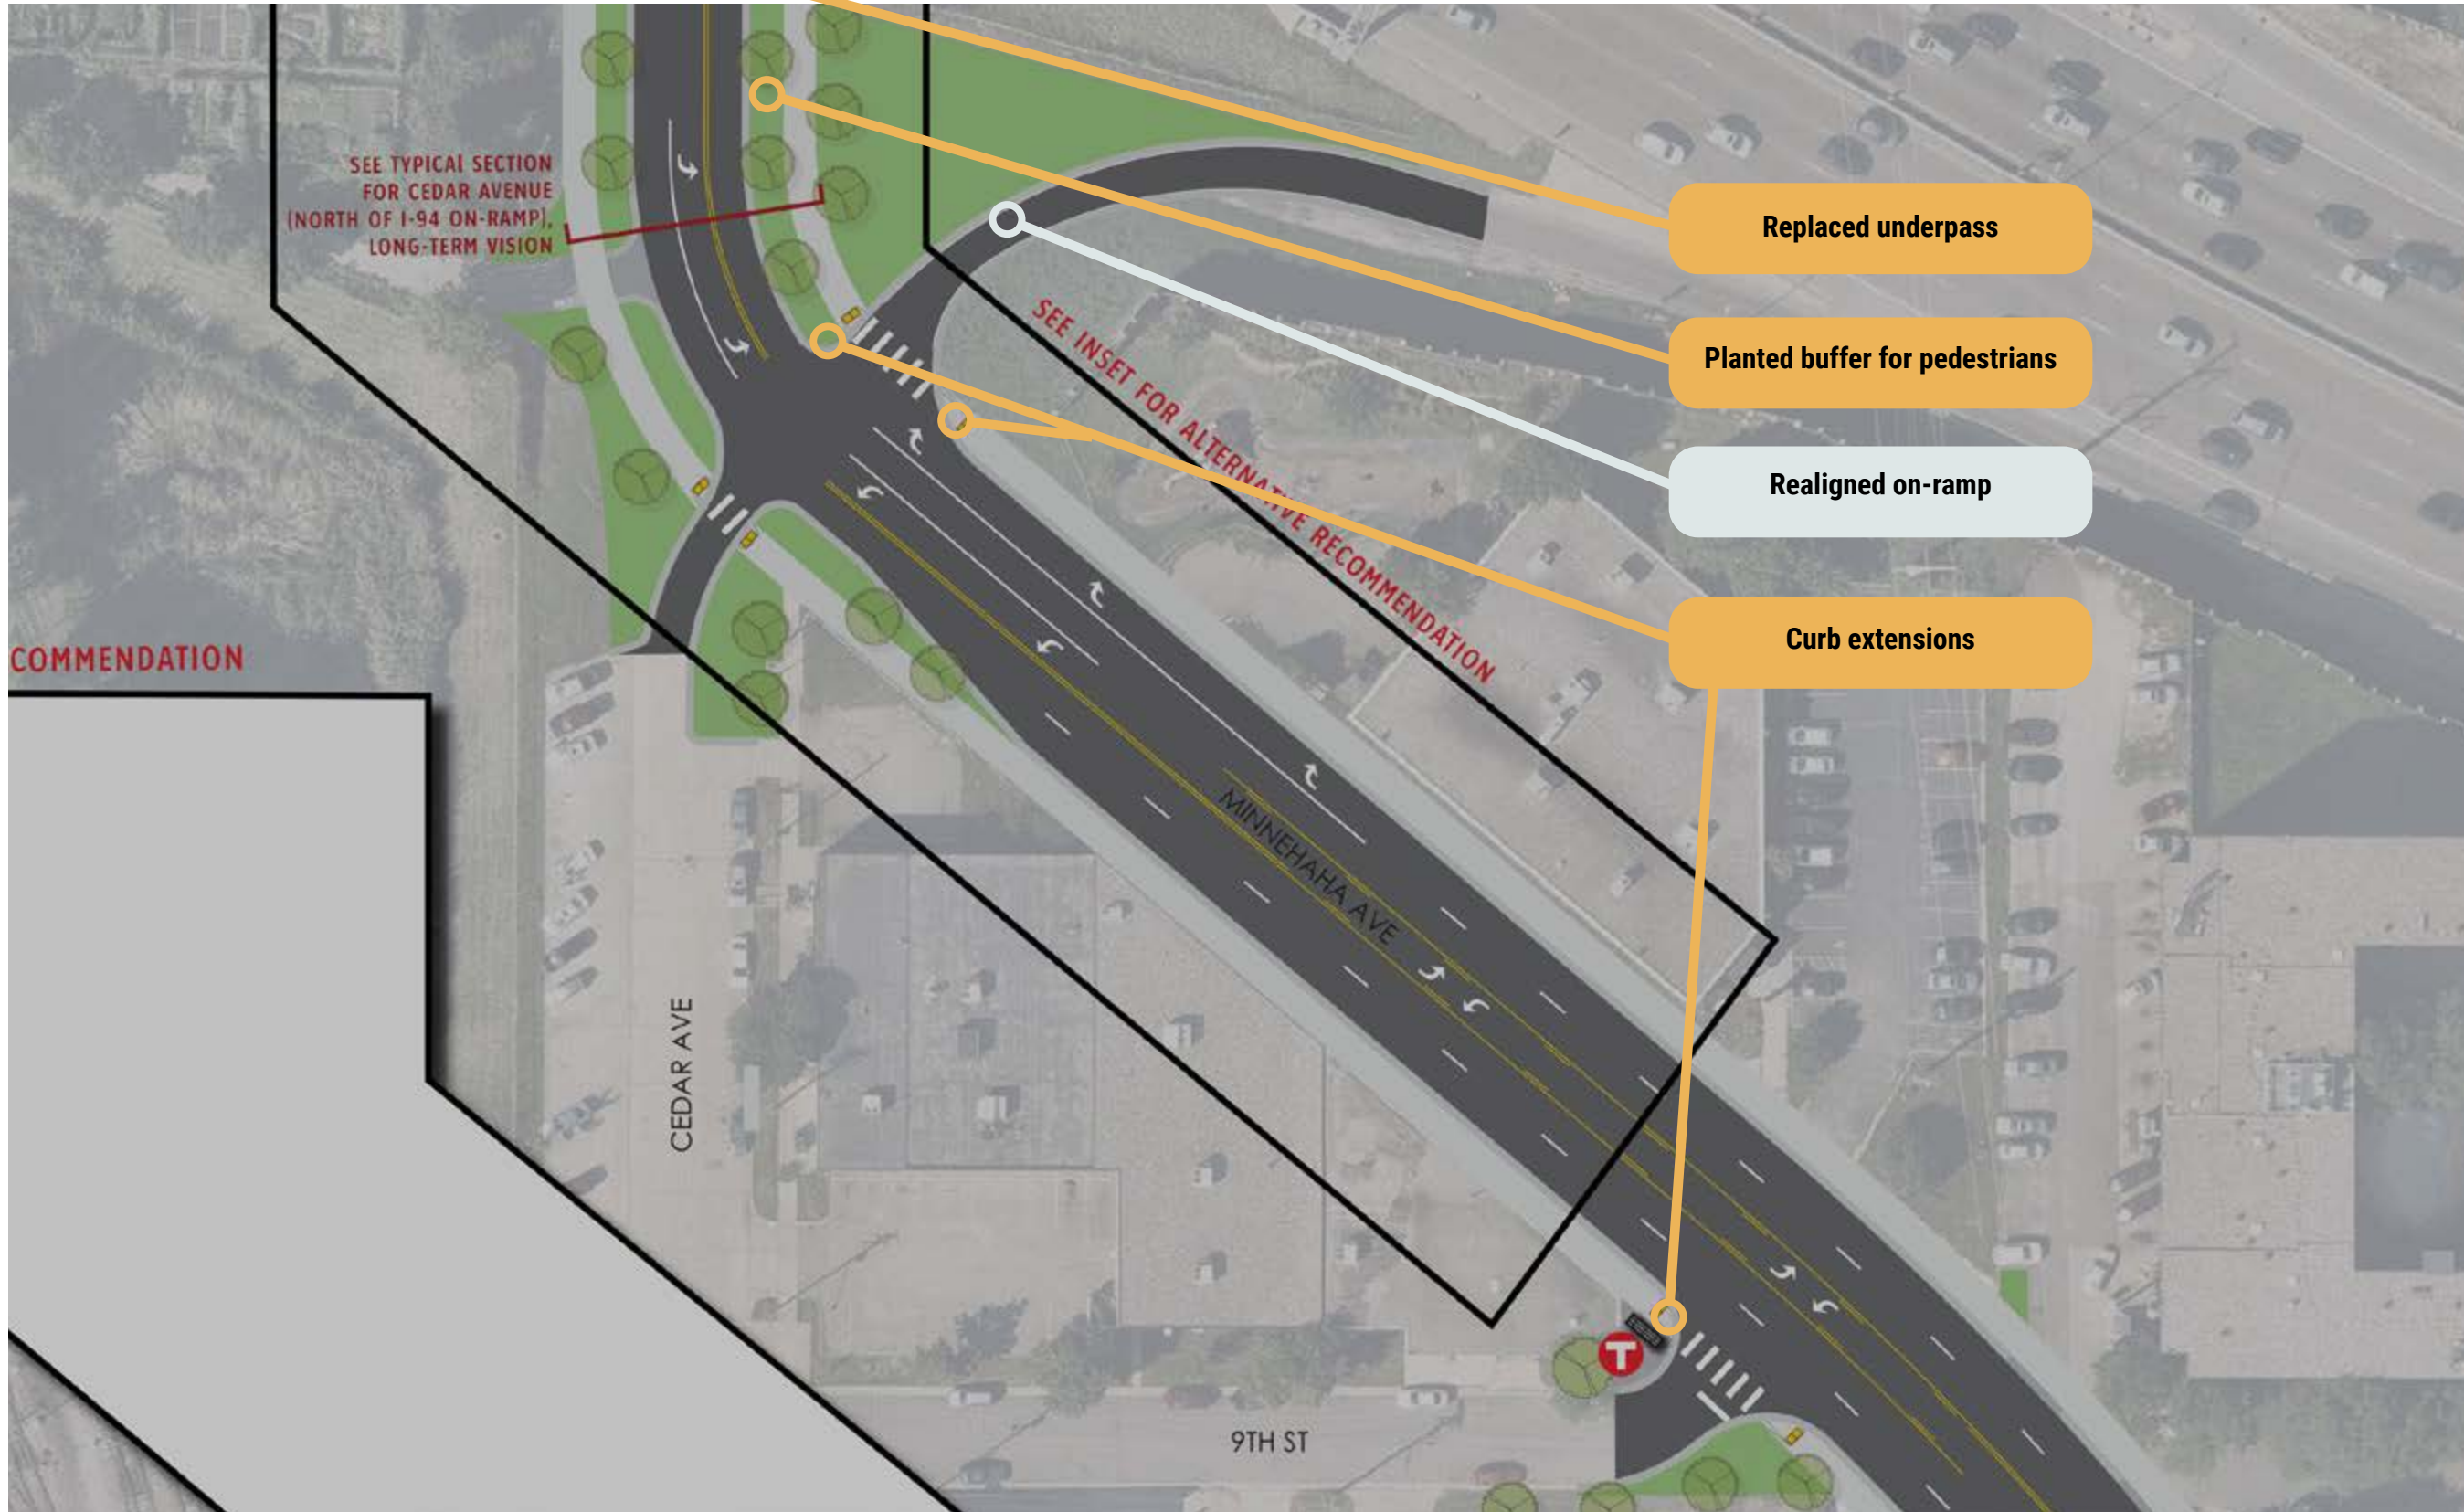 SEE TYPICAL SECTION
FOR CEDAR AVENUE
(NORTH OF I-94 ON-RAMP),
LONG-TERM VISION
Replaced underpass
Planted buffer for pedestrians
Realigned on-ramp
Curb extensions
SEE INSET FOR ALTERNATIVE RECOMMENDATION
COMMENDATION
MINNEHAHA AVE
CEDAR AVE
T
9TH ST